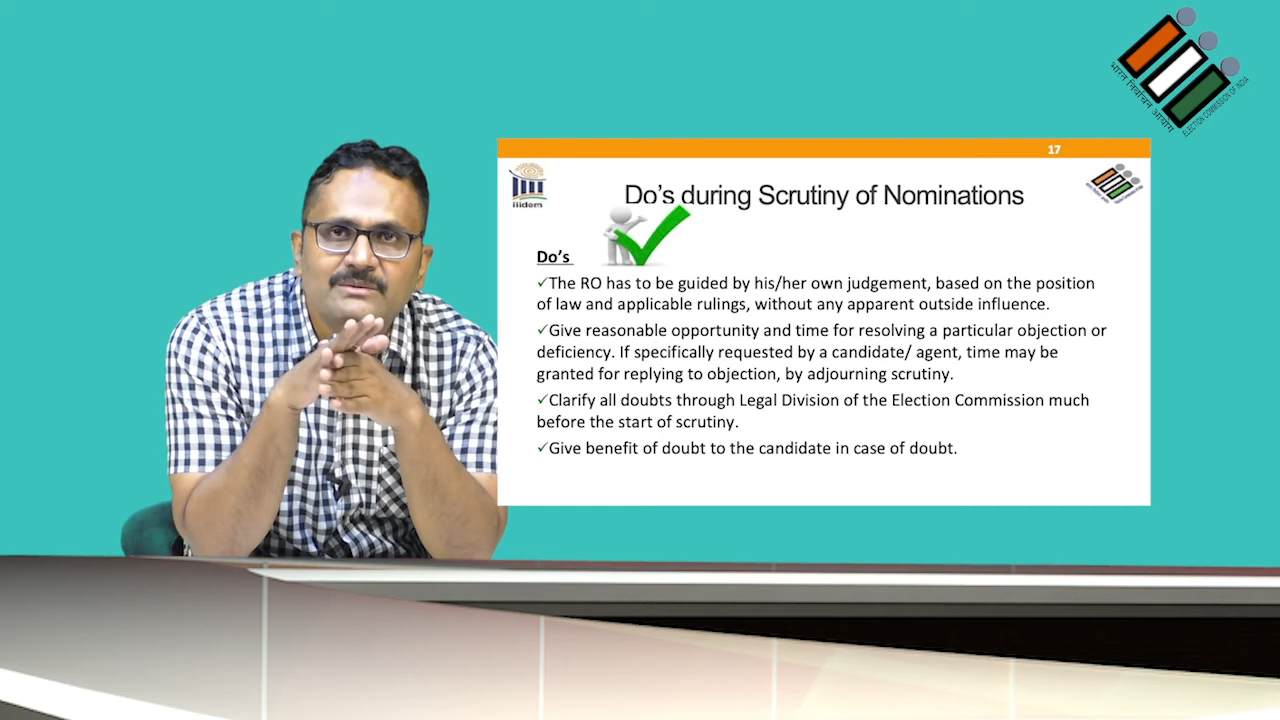 भारत निर्वाचन आयोग
ELECTION COMMISSION OF INDIA
17
iiidem
Do's during Scrutiny of Nominations
Do's
✓The RO has to be guided by his/her own judgement, based on the position
of law and applicable rulings, without any apparent outside influence.
✓Give reasonable opportunity and time for resolving a particular objection or
deficiency. If specifically requested by a candidate/ agent, time may be
granted for replying to objection, by adjourning scrutiny.
✓Clarify all doubts through Legal Division of the Election Commission much
before the start of scrutiny.
✓Give benefit of doubt to the candidate in case of doubt.